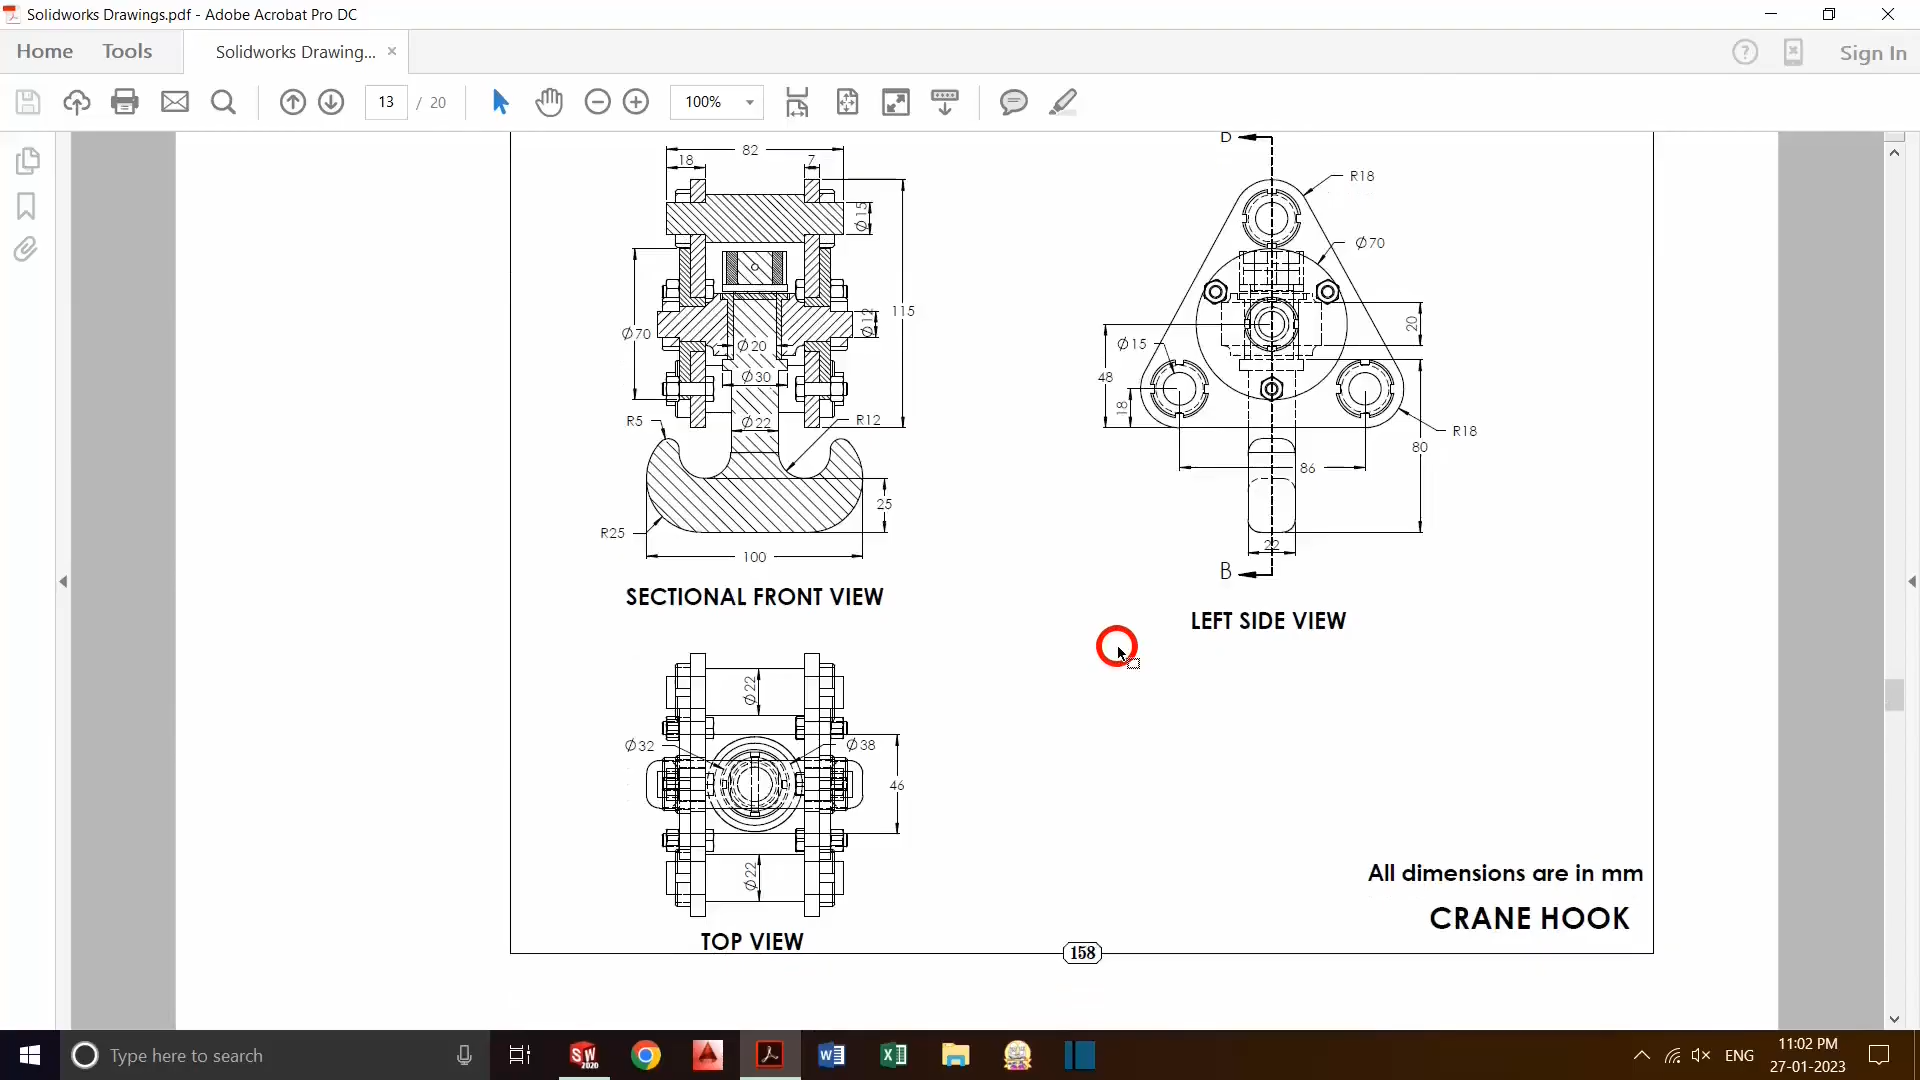 Solidworks Drawings.pdf - Adobe Acrobat Pro DC
Home Tools Solidworks Drawing... × Sign In
13 / 20 100%
82
18 7
Ø15
Ø70 115 Ø12
Ø20
Ø30
R5 Ø22 R12
25
R25
100
SECTIONAL FRONT VIEW
D
R18
Ø70
20
Ø15
48
18
R18
80
86
22
B
LEFT SIDE VIEW
Ø22
Ø32 Ø38
46
Ø22
TOP VIEW
All dimensions are in mm
CRANE HOOK
158
Type here to search
SW 2020
ENG
11:02 PM
27-01-2023